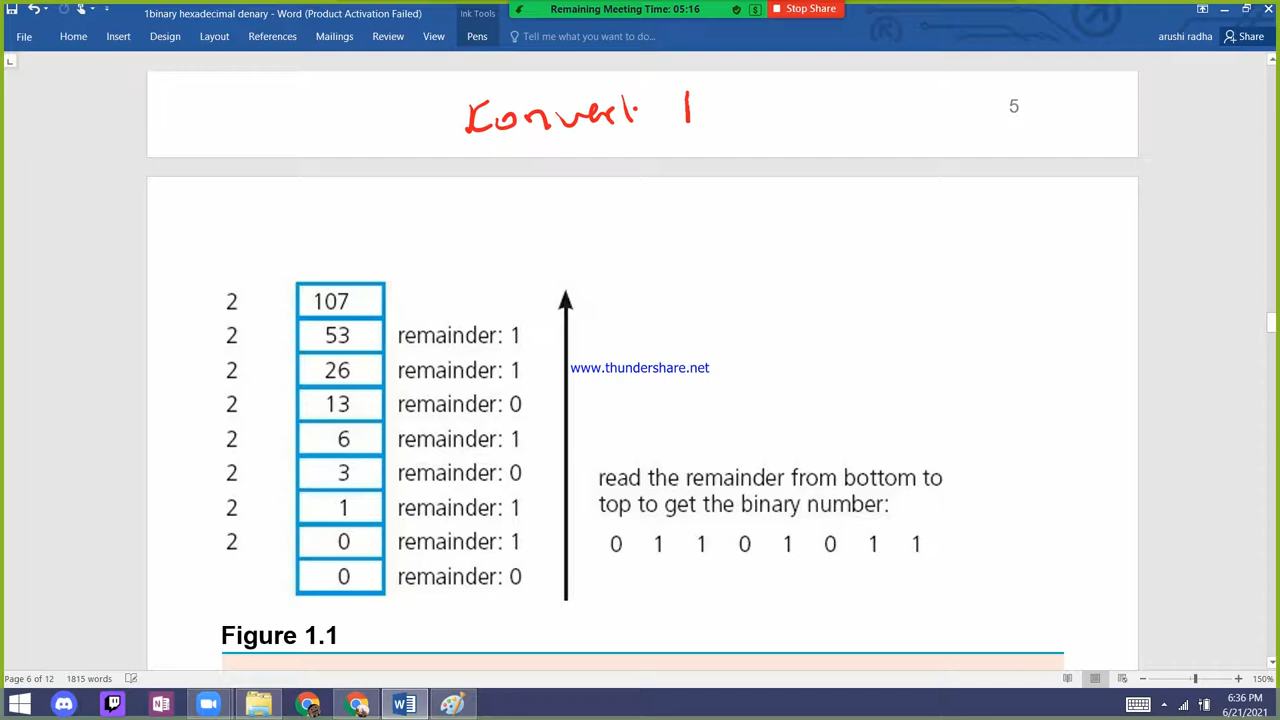 1binary hexadecimal denary - Word (Product Activation Failed)
Ink Tools
Remaining Meeting Time: 05:16
Stop Share
File Home Insert Design Layout References Mailings Review View Pens Tell me what you want to do... arushi radha Share
Convert 1
5
2 107
2 53 remainder: 1
2 26 remainder: 1
www.thundershare.net
2 13 remainder: 0
2 6 remainder: 1
2 3 remainder: 0
2 1 remainder: 1
2 0 remainder: 1
0 remainder: 0
read the remainder from bottom to
top to get the binary number:
0 1 1 0 1 0 1 1
Figure 1.1
Page 6 of 12 1815 words 150%
6:36 PM
6/21/2021